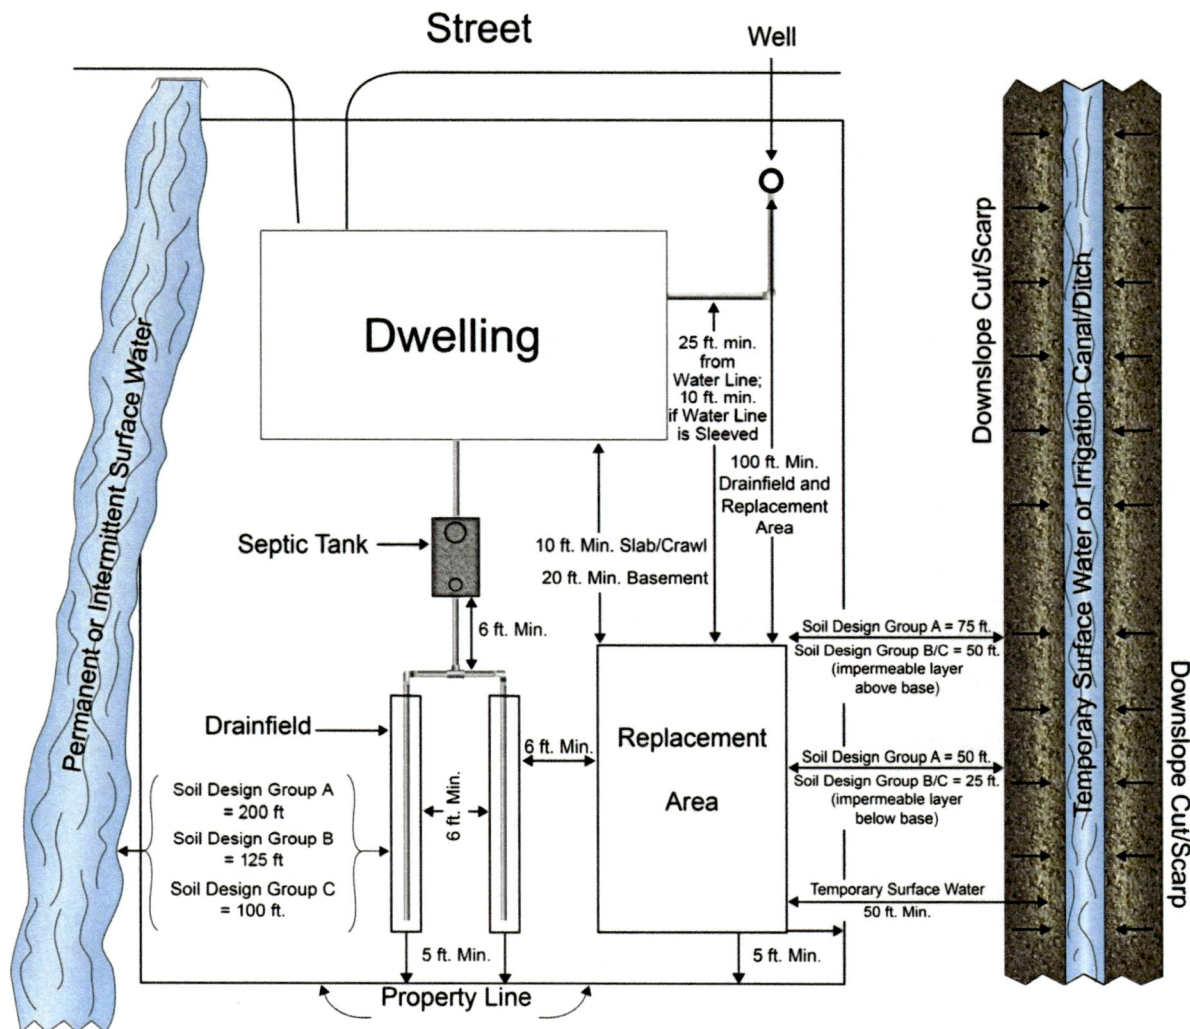 Street
Well
Permanent or Intermittent Surface Water
Dwelling
25 ft. min.
from
Water Line;
10 ft. min.
if Water Line
is Sleeved
100 ft. Min.
Drainfield and
Replacement
Area
Downslope Cut/Scarp
Temporary Surface Water or Irrigation Canal/Ditch
Downslope Cut/Scarp
Septic Tank
10 ft. Min. Slab/Crawl
20 ft. Min. Basement
6 ft. Min.
Soil Design Group A = 75 ft.
Soil Design Group B/C = 50 ft.
(impermeable layer
above base)
Drainfield
6 ft. Min.
6 ft. Min.
Replacement
Area
Soil Design Group A = 50 ft.
Soil Design Group B/C = 25 ft.
(impermeable layer
below base)
Soil Design Group A
= 200 ft
Soil Design Group B
= 125 ft
Soil Design Group C
= 100 ft.
Temporary Surface Water
50 ft. Min.
5 ft. Min.
5 ft. Min.
Property Line